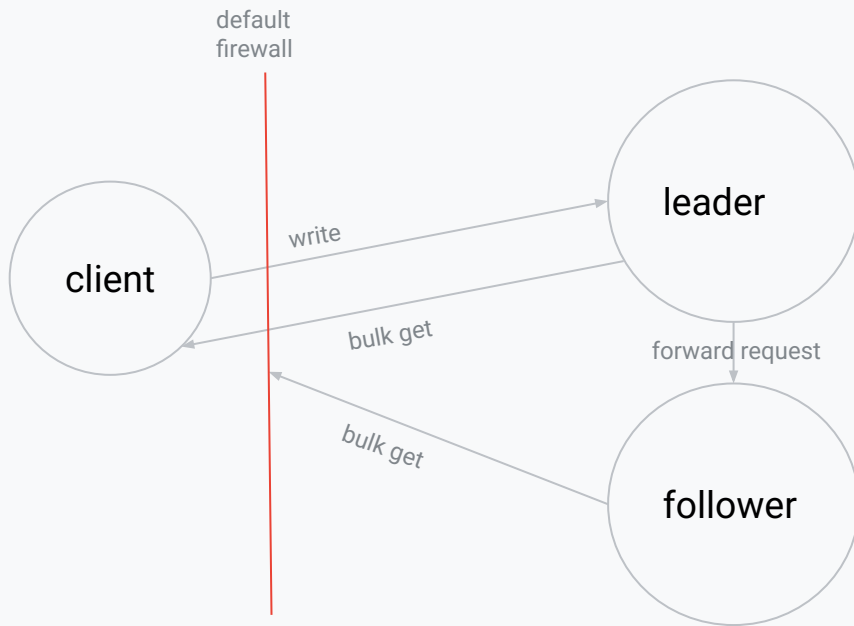 default
firewall
leader
write
client
bulk get
forward request
bulk get
follower